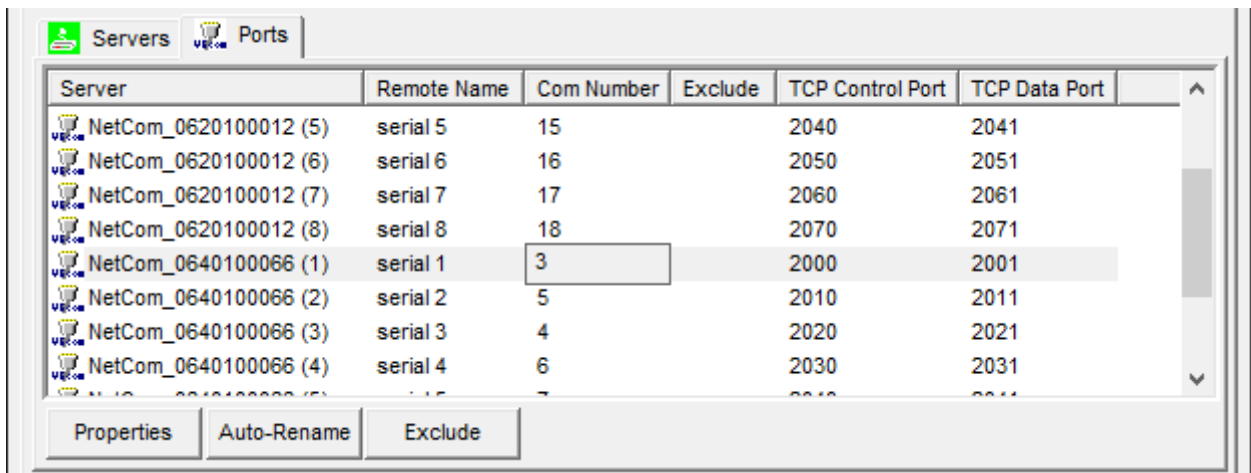 Servers Ports
Server Remote Name Com Number Exclude TCP Control Port TCP Data Port
NetCom_0620100012 (5) serial 5 15 2040 2041
NetCom_0620100012 (6) serial 6 16 2050 2051
NetCom_0620100012 (7) serial 7 17 2060 2061
NetCom_0620100012 (8) serial 8 18 2070 2071
NetCom_0640100066 (1) serial 1 3 2000 2001
NetCom_0640100066 (2) serial 2 5 2010 2011
NetCom_0640100066 (3) serial 3 4 2020 2021
NetCom_0640100066 (4) serial 4 6 2030 2031
Properties Auto-Rename Exclude